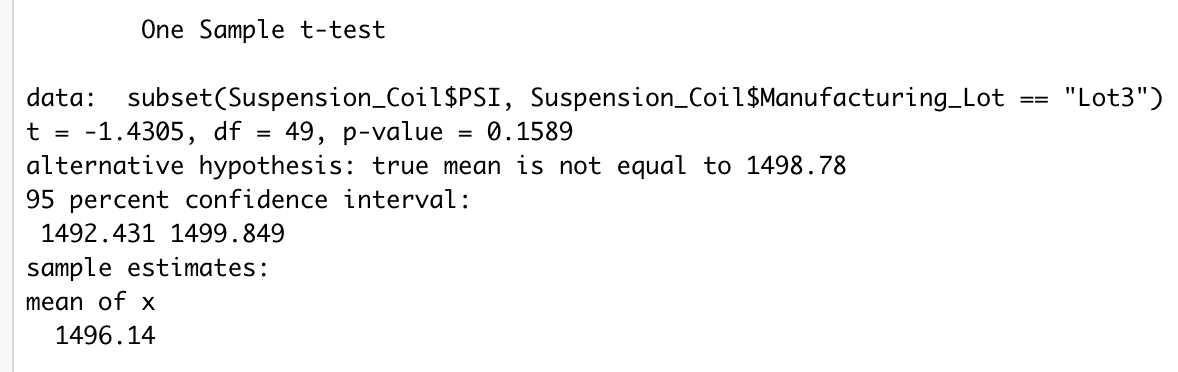 One Sample t-test
data:  subset(Suspension_Coil$PSI, Suspension_Coil$Manufacturing_Lot == "Lot3")
t = -1.4305, df = 49, p-value = 0.1589
alternative hypothesis: true mean is not equal to 1498.78
95 percent confidence interval:
 1492.431 1499.849
sample estimates:
mean of x
  1496.14